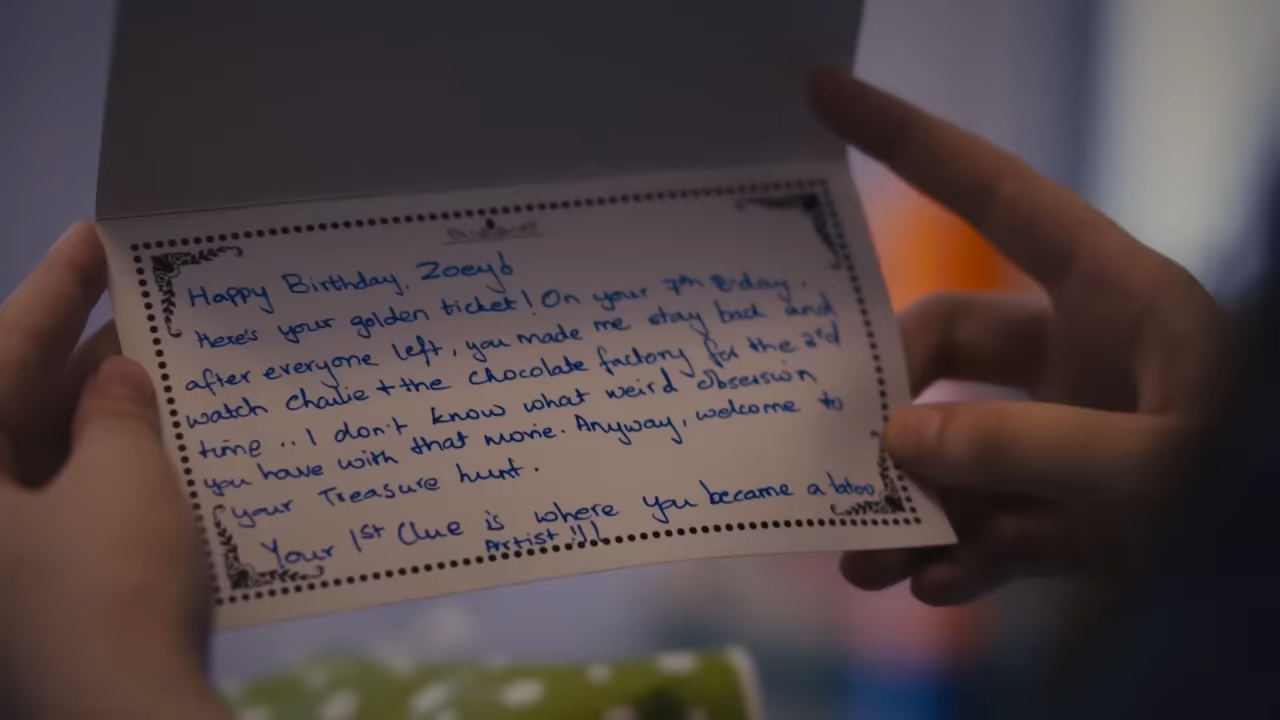 Happy Birthday, Zoey!
Here's your golden ticket! On your 7th B'day,
after everyone left, you made me stay back and
watch Charlie + the chocolate factory for the 3rd
time .. I don't know what weird obsession
you have with that movie. Anyway, welcome to
your Treasure hunt.
Your 1st Clue is where you became a tatoo
Artist !!!